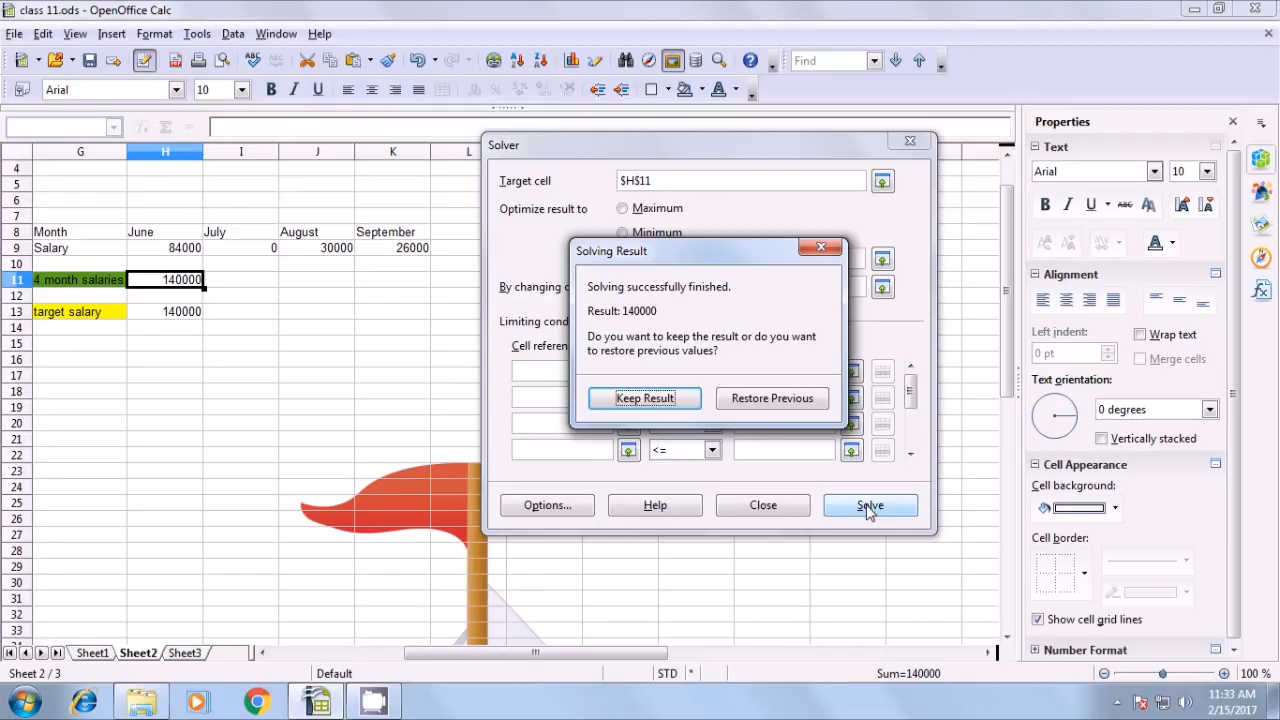 class 11.ods - OpenOffice Calc
File Edit View Insert Format Tools Data Window Help
Find
Arial 10
G H I J K L
4
5
6
7
8 Month June July August September
9 Salary 84000 0 30000 26000
10
11 4 month salaries 140000
12
13 target salary 140000
14
15
16
17
18
19
20
21
22
23
24
25
26
27
28
29
30
31
32
33
Solver
Target cell $H$11
Optimize result to Maximum
Minimum
By changing c
Limiting cond
Cell referen
<=
Options... Help Close Solve
Solving Result
Solving successfully finished.
Result: 140000
Do you want to keep the result or do you want
to restore previous values?
Keep Result Restore Previous
Properties
Text
Arial 10
Alignment
Left indent: Wrap text
0 pt Merge cells
Text orientation:
0 degrees
Vertically stacked
Cell Appearance
Cell background:
Cell border:
Show cell grid lines
Number Format
Sheet1 Sheet2 Sheet3
Sheet 2 / 3 Default STD * Sum=140000 100 %
11:33 AM
2/15/2017